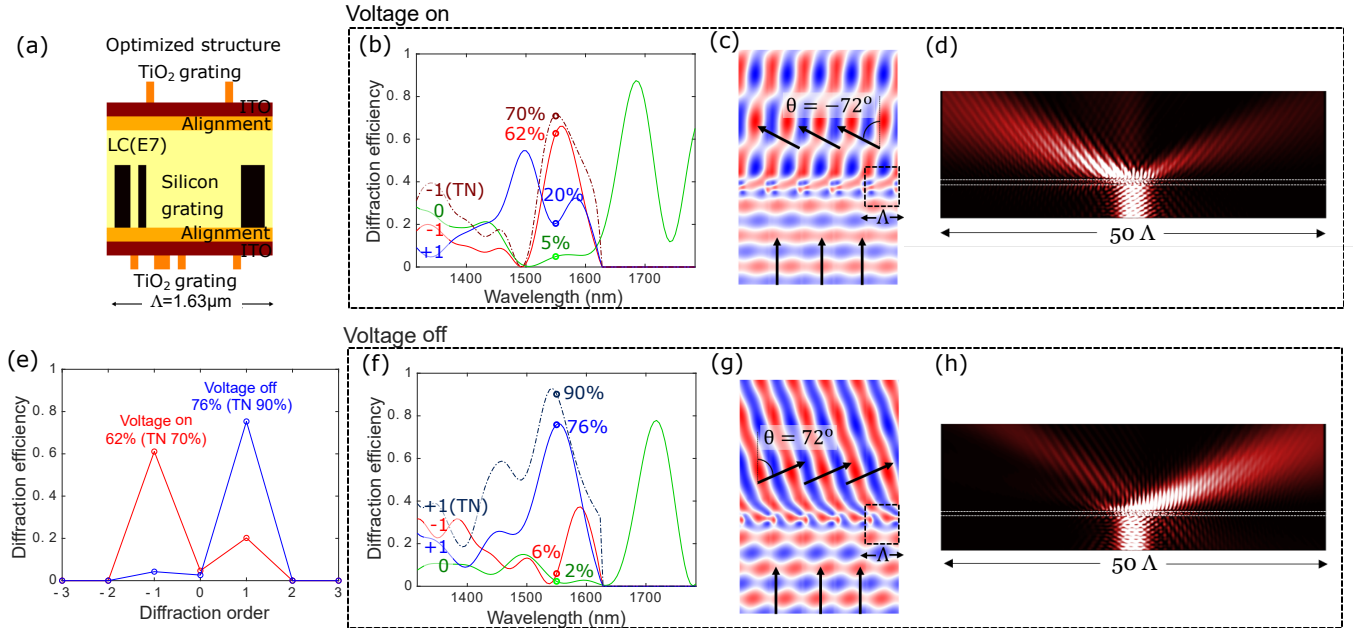 Voltage on
(a)
Optimized structure
TiO2 grating
ITO
Alignment
LC(E7)
Silicon
grating
Alignment
ITO
TiO2 grating
Λ=1.63μm
(b)
Diffraction efficiency
1
0.8
0.6
0.4
0.2
0
70%
62%
20%
5%
-1(TN)
0
-1
+1
1400
1500
1600
1700
Wavelength (nm)
(c)
θ = −72o
Λ
(d)
50 Λ
Voltage off
(e)
Diffraction efficiency
1
0.8
0.6
0.4
0.2
0
Voltage off
76% (TN 90%)
Voltage on
62% (TN 70%)
-3
-2
-1
0
1
2
3
Diffraction order
(f)
Diffraction efficiency
1
0.8
0.6
0.4
0.2
0
90%
76%
6%
2%
+1(TN)
-1
+1
0
1400
1500
1600
1700
Wavelength (nm)
(g)
θ = 72o
Λ
(h)
50 Λ